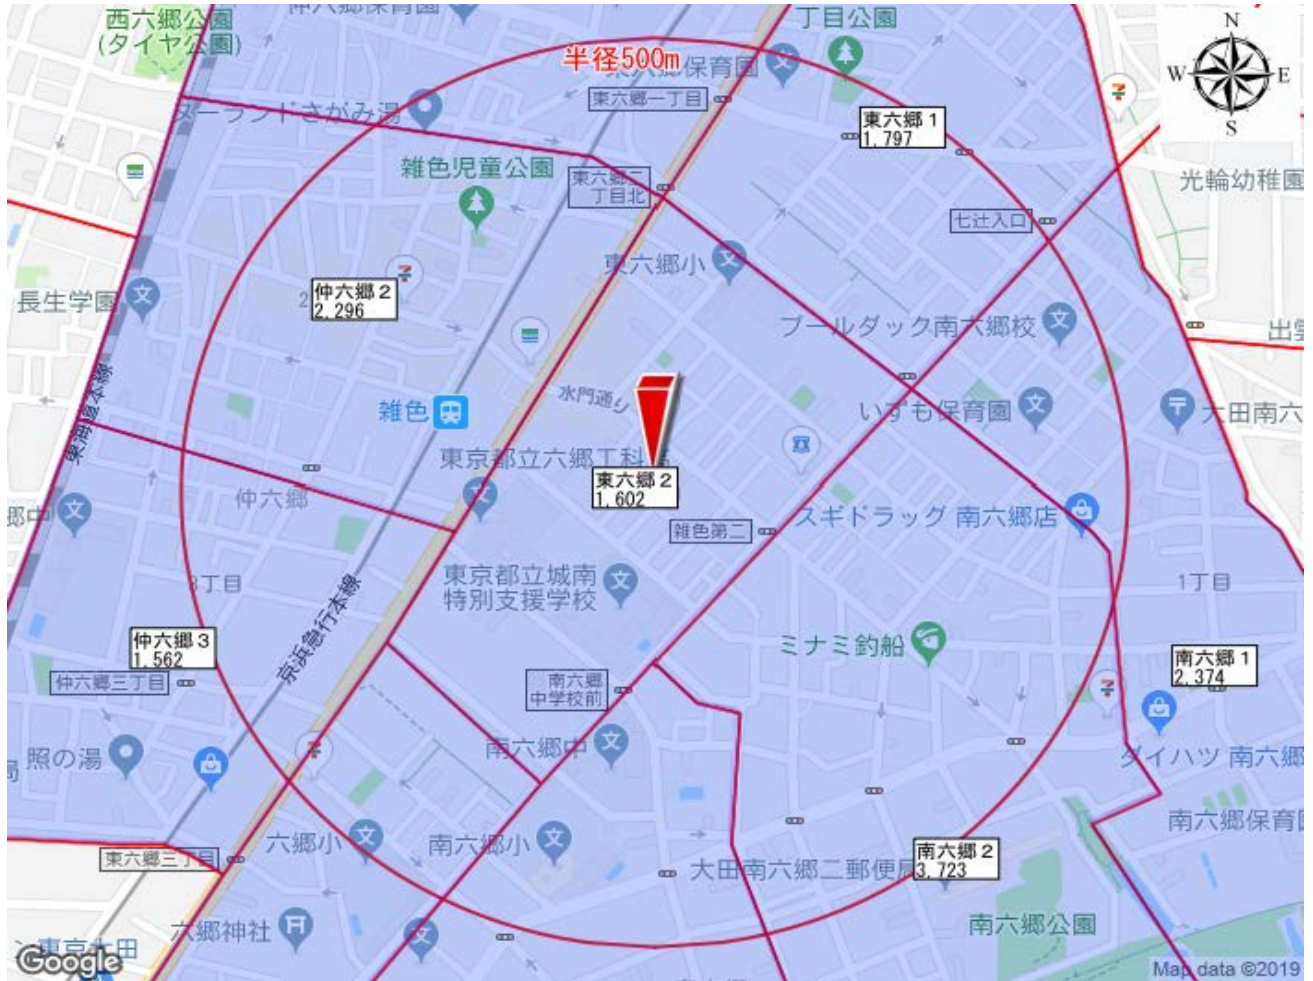 西六郷公園
(タイヤ公園)
丁目公園
半径500m
N
W
E
S
東六郷一丁目
東六郷1
1,797
雑色児童公園
東六郷二
丁目北
光輪幼稚園
七辻入口
東六郷小
仲六郷2
2,296
長生学園
プールダック南六郷校
水門通り
雑色
東海道本線
いずも保育園
大田南六
東京都立六郷工科高
東六郷2
1,602
仲六郷
スギドラッグ 南六郷店
雑色第二
郷中
東京都立城南
特別支援学校
3丁目
1丁目
京浜急行本線
ミナミ釣船
仲六郷3
1,562
南六郷1
2,374
仲六郷三丁目
南六郷
中学校前
照の湯
南六郷中
ダイハツ 南六郷
南六郷保育園
六郷小
南六郷小
東六郷三丁目
大田南六郷二郵便局
南六郷2
3,723
六郷神社
南六郷公園
東京大田
Google
Map data ©2019